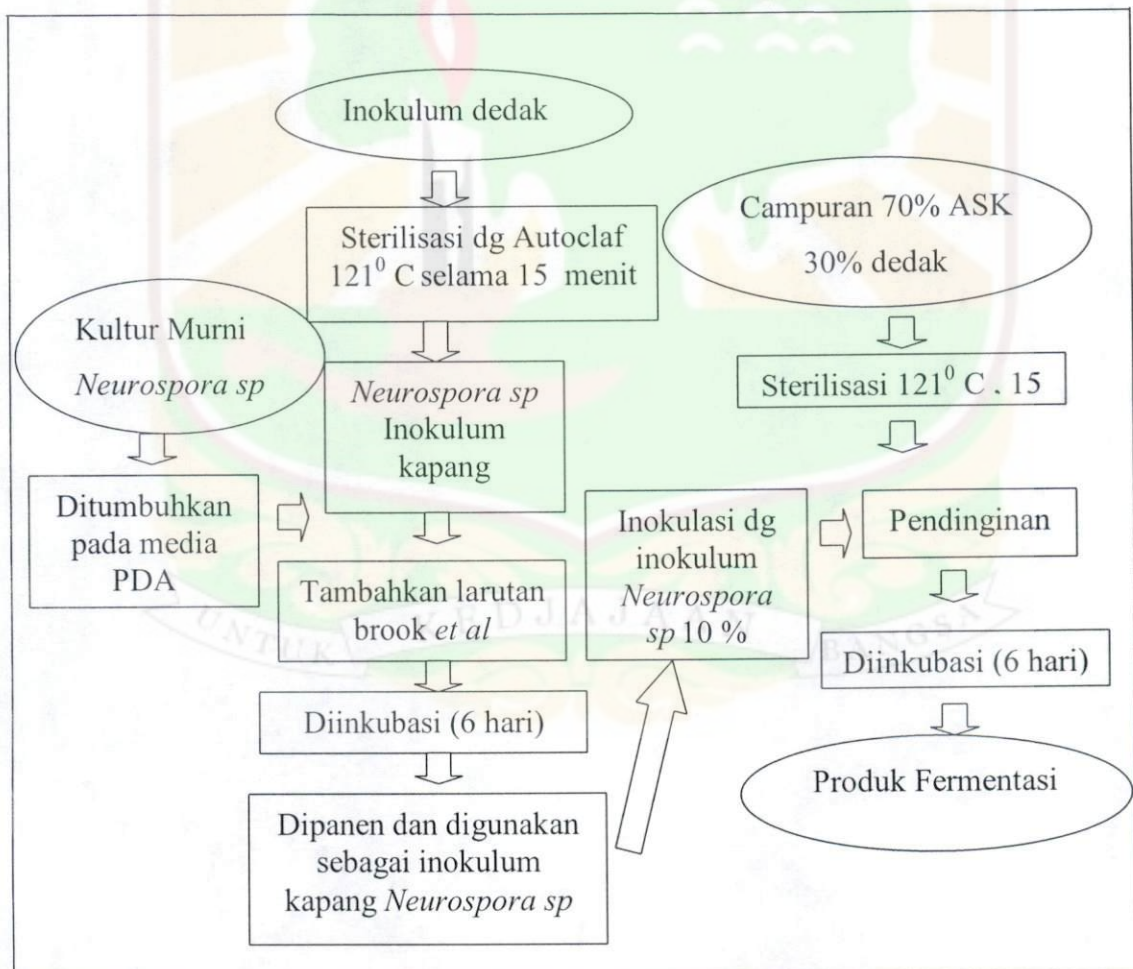 Inokulum dedak
Sterilisasi dg Autoclaf
121⁰ C selama 15 menit
Campuran 70% ASK
30% dedak
Kultur Murni
Neurospora sp
Neurospora sp
Inokulum
kapang
Sterilisasi 121⁰ C . 15
Ditumbuhkan
pada media
PDA
Inokulasi dg
inokulum
Neurospora
sp 10 %
Pendinginan
Tambahkan larutan
brook et al
Diinkubasi (6 hari)
Diinkubasi (6 hari)
Dipanen dan digunakan
sebagai inokulum
kapang Neurospora sp
Produk Fermentasi
UNTUK KEDJAJAAN BANGSA